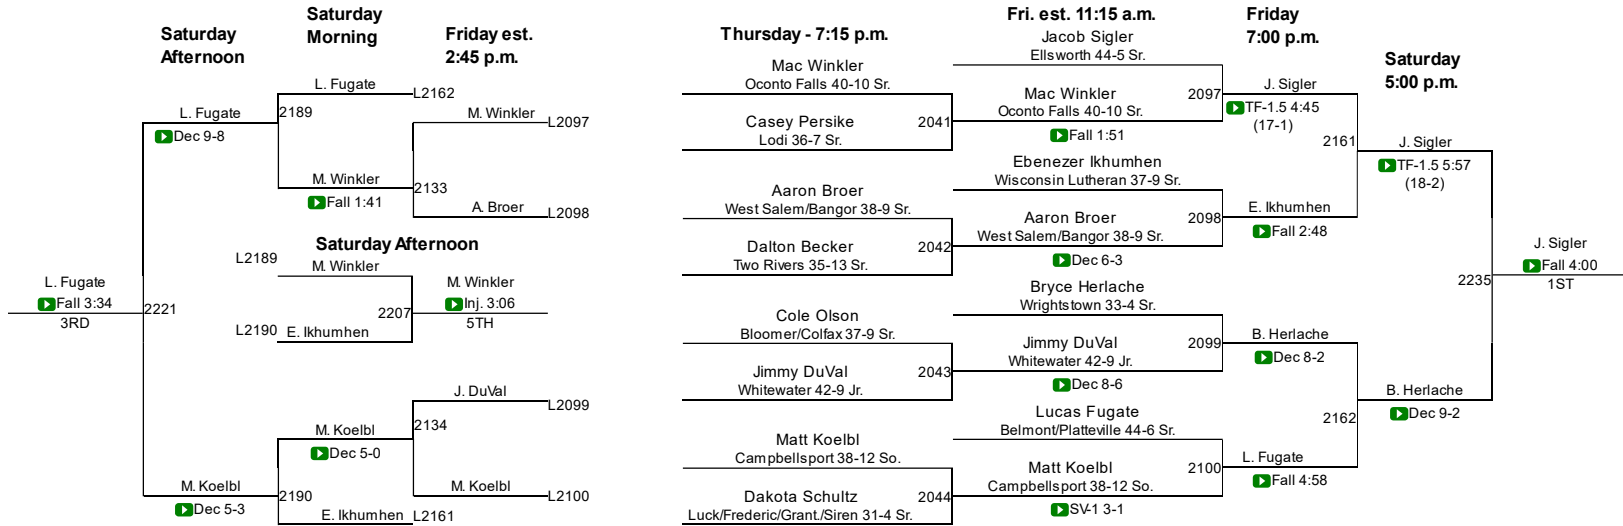 Saturday
Afternoon
Saturday
Morning
Friday est.
2:45 p.m.
L. Fugate
L2162
L. Fugate
2189
Dec 9-8
M. Winkler
L2097
M. Winkler
2133
Fall 1:41
A. Broer
L2098
Saturday Afternoon
L2189
M. Winkler
L. Fugate
Fall 3:34
3RD
2221
M. Winkler
2207
Inj. 3:06
5TH
L2190
E. Ikhumhen
J. DuVal
L2099
M. Koelbl
2134
Dec 5-0
M. Koelbl
L2100
M. Koelbl
2190
Dec 5-3
E. Ikhumhen
L2161
Thursday - 7:15 p.m.
Mac Winkler
Oconto Falls 40-10 Sr.
2041
Casey Persike
Lodi 36-7 Sr.
Aaron Broer
West Salem/Bangor 38-9 Sr.
2042
Dalton Becker
Two Rivers 35-13 Sr.
Cole Olson
Bloomer/Colfax 37-9 Sr.
2043
Jimmy DuVal
Whitewater 42-9 Jr.
Matt Koelbl
Campbellsport 38-12 So.
2044
Dakota Schultz
Luck/Frederic/Grant./Siren 31-4 Sr.
Fri. est. 11:15 a.m.
Jacob Sigler
Ellsworth 44-5 Sr.
2097
Mac Winkler
Oconto Falls 40-10 Sr.
Fall 1:51
Ebenezer Ikhumhen
Wisconsin Lutheran 37-9 Sr.
2098
Aaron Broer
West Salem/Bangor 38-9 Sr.
Dec 6-3
Bryce Herlache
Wrightstown 33-4 Sr.
2099
Jimmy DuVal
Whitewater 42-9 Jr.
Dec 8-6
Lucas Fugate
Belmont/Platteville 44-6 Sr.
2100
Matt Koelbl
Campbellsport 38-12 So.
SV-1 3-1
Friday
7:00 p.m.
J. Sigler
TF-1.5 4:45
(17-1)
2161
E. Ikhumhen
Fall 2:48
B. Herlache
Dec 8-2
2162
L. Fugate
Fall 4:58
Saturday
5:00 p.m.
J. Sigler
TF-1.5 5:57
(18-2)
2235
B. Herlache
Dec 9-2
J. Sigler
Fall 4:00
1ST